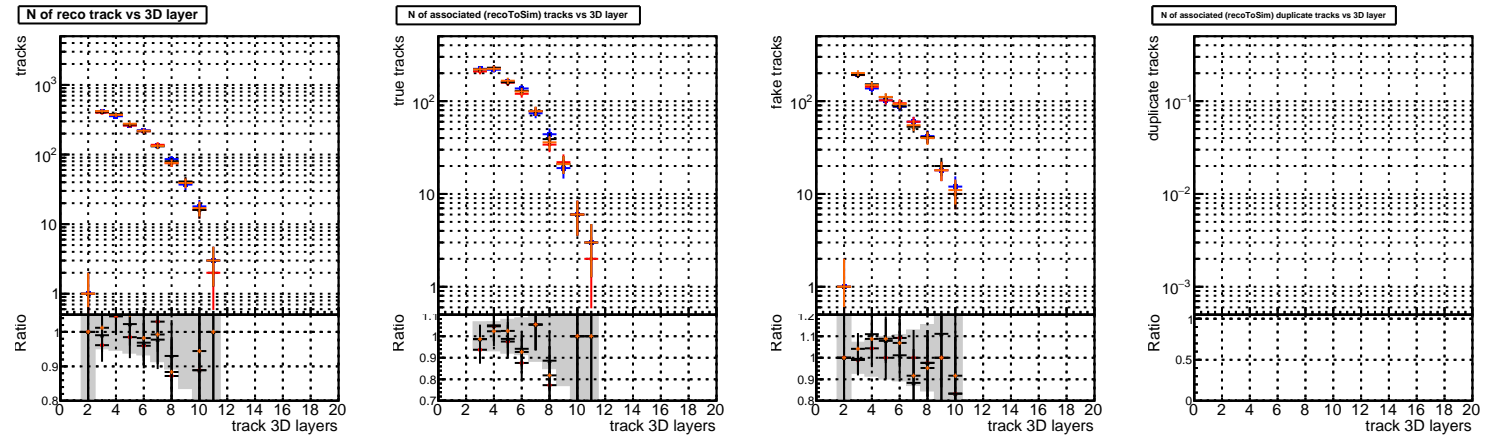 N of reco track vs 3D layer
tracks
10³
10²
10
1
Ratio
1
0.9
0.8
0 2 4 6 8 10 12 14 16 18 20
track 3D layers
N of associated (recoToSim) tracks vs 3D layer
true tracks
10²
10
1
Ratio
1.1
1
0.9
0.8
0.7
0 2 4 6 8 10 12 14 16 18 20
track 3D layers
fake tracks
10²
10
1
Ratio
1.2
1.1
1
0.9
0.8
0 2 4 6 8 10 12 14 16 18 20
track 3D layers
N of associated (recoToSim) duplicate tracks vs 3D layer
duplicate tracks
10⁻¹
10⁻²
10⁻³
Ratio
1
0.5
0
0 2 4 6 8 10 12 14 16 18 20
track 3D layers